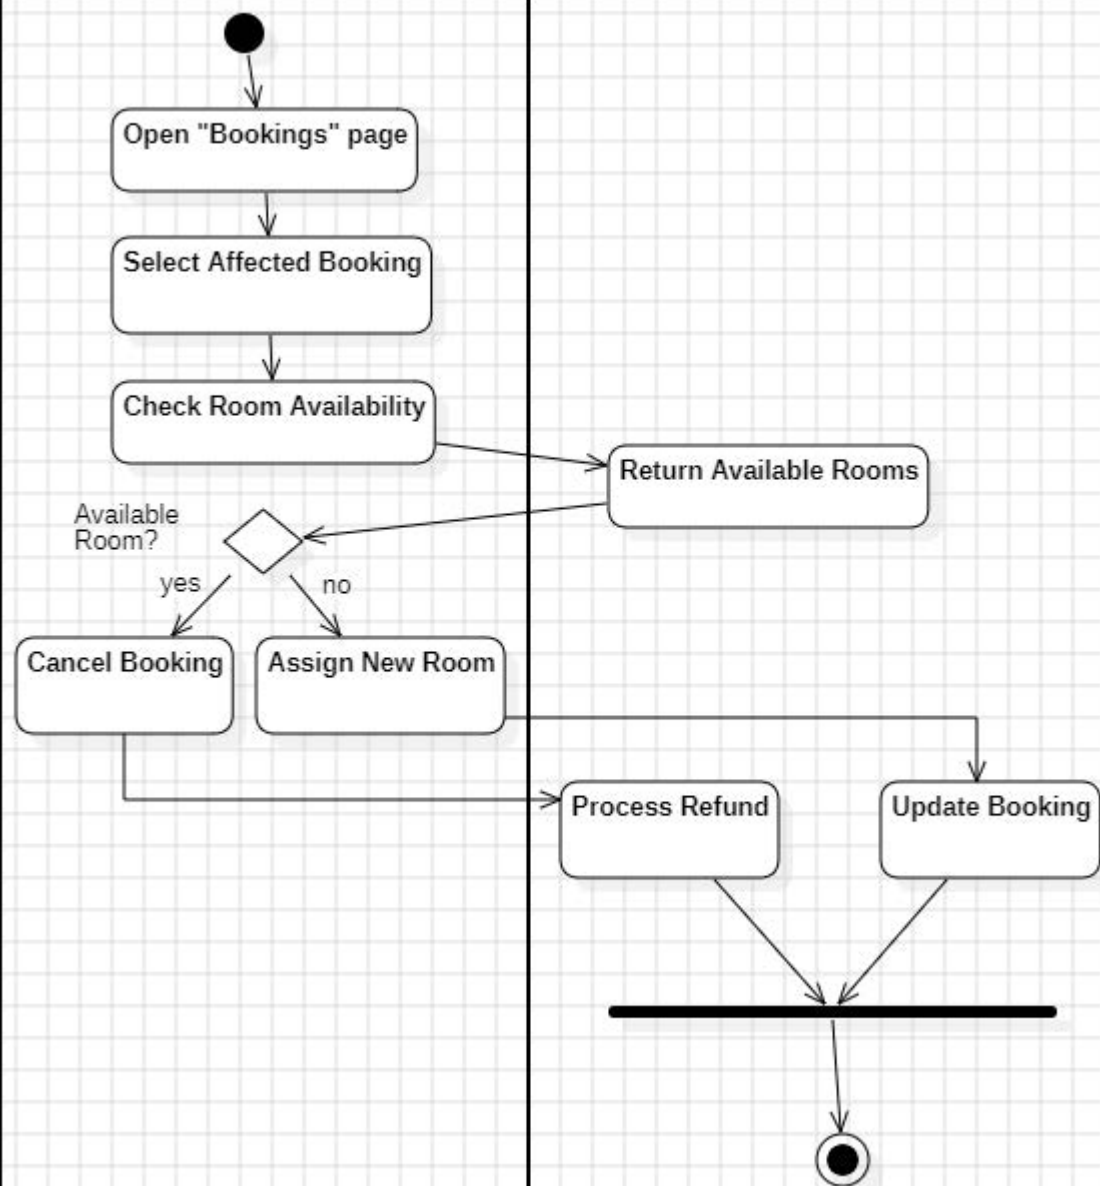 Open "Bookings" page
Select Affected Booking
Check Room Availability
Return Available Rooms
Available
Room?
yes
no
Cancel Booking
Assign New Room
Process Refund
Update Booking